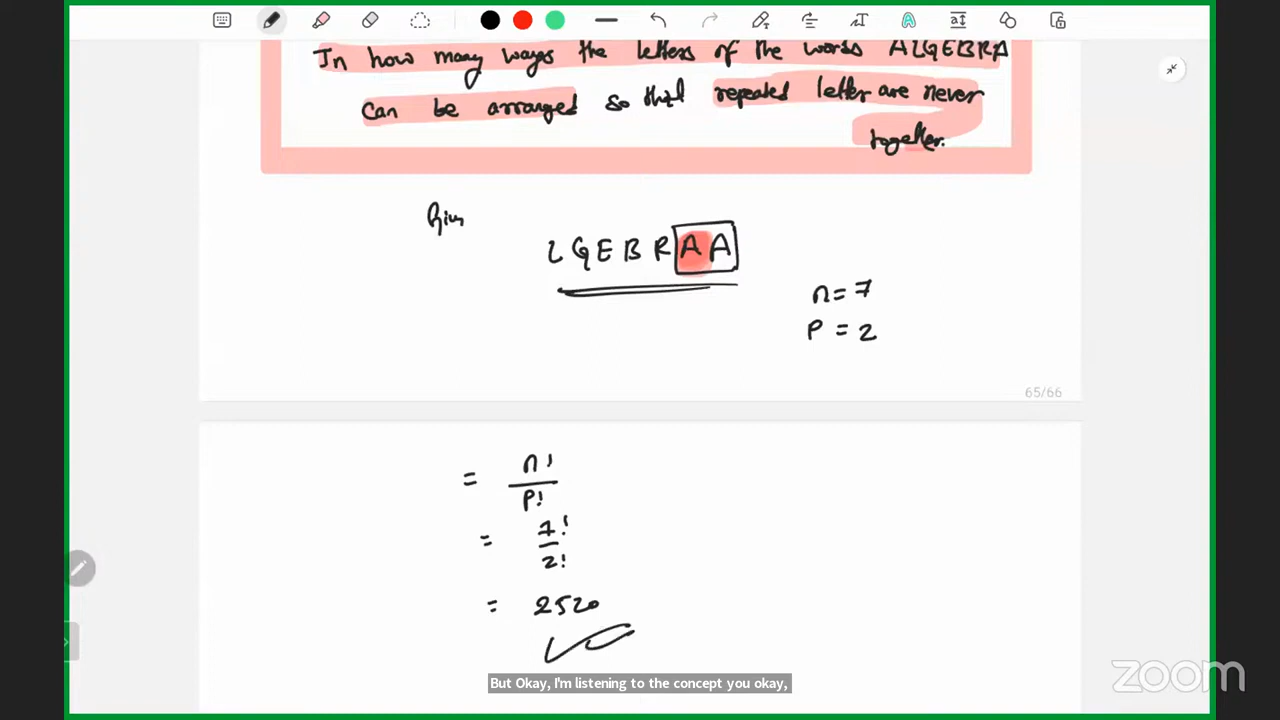 In how many ways the letters of the words ALGEBRA
can be arranged so that repeated letter are never
together.
L G E B R A A
n = 7
P = 2
65/66
= n!/P!
= 7!/2!
= 2520
But Okay, I'm listening to the concept you okay,
zoom